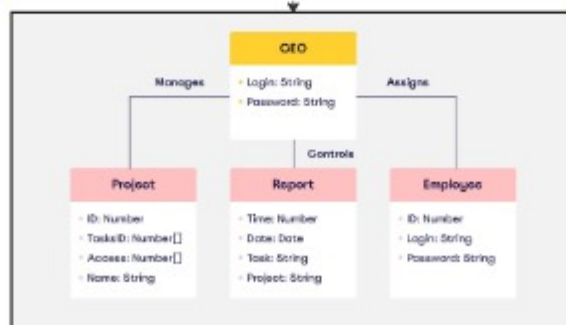 CEO
Manages
• Login: String
• Password: String
Assigns
Controls
Project
• ID: Number
• TasksID: Number[]
• Access: Number[]
• Name: String
Report
• Time: Number
• Date: Date
• Task: String
• Project: String
Employee
• ID: Number
• Login: String
• Password: String